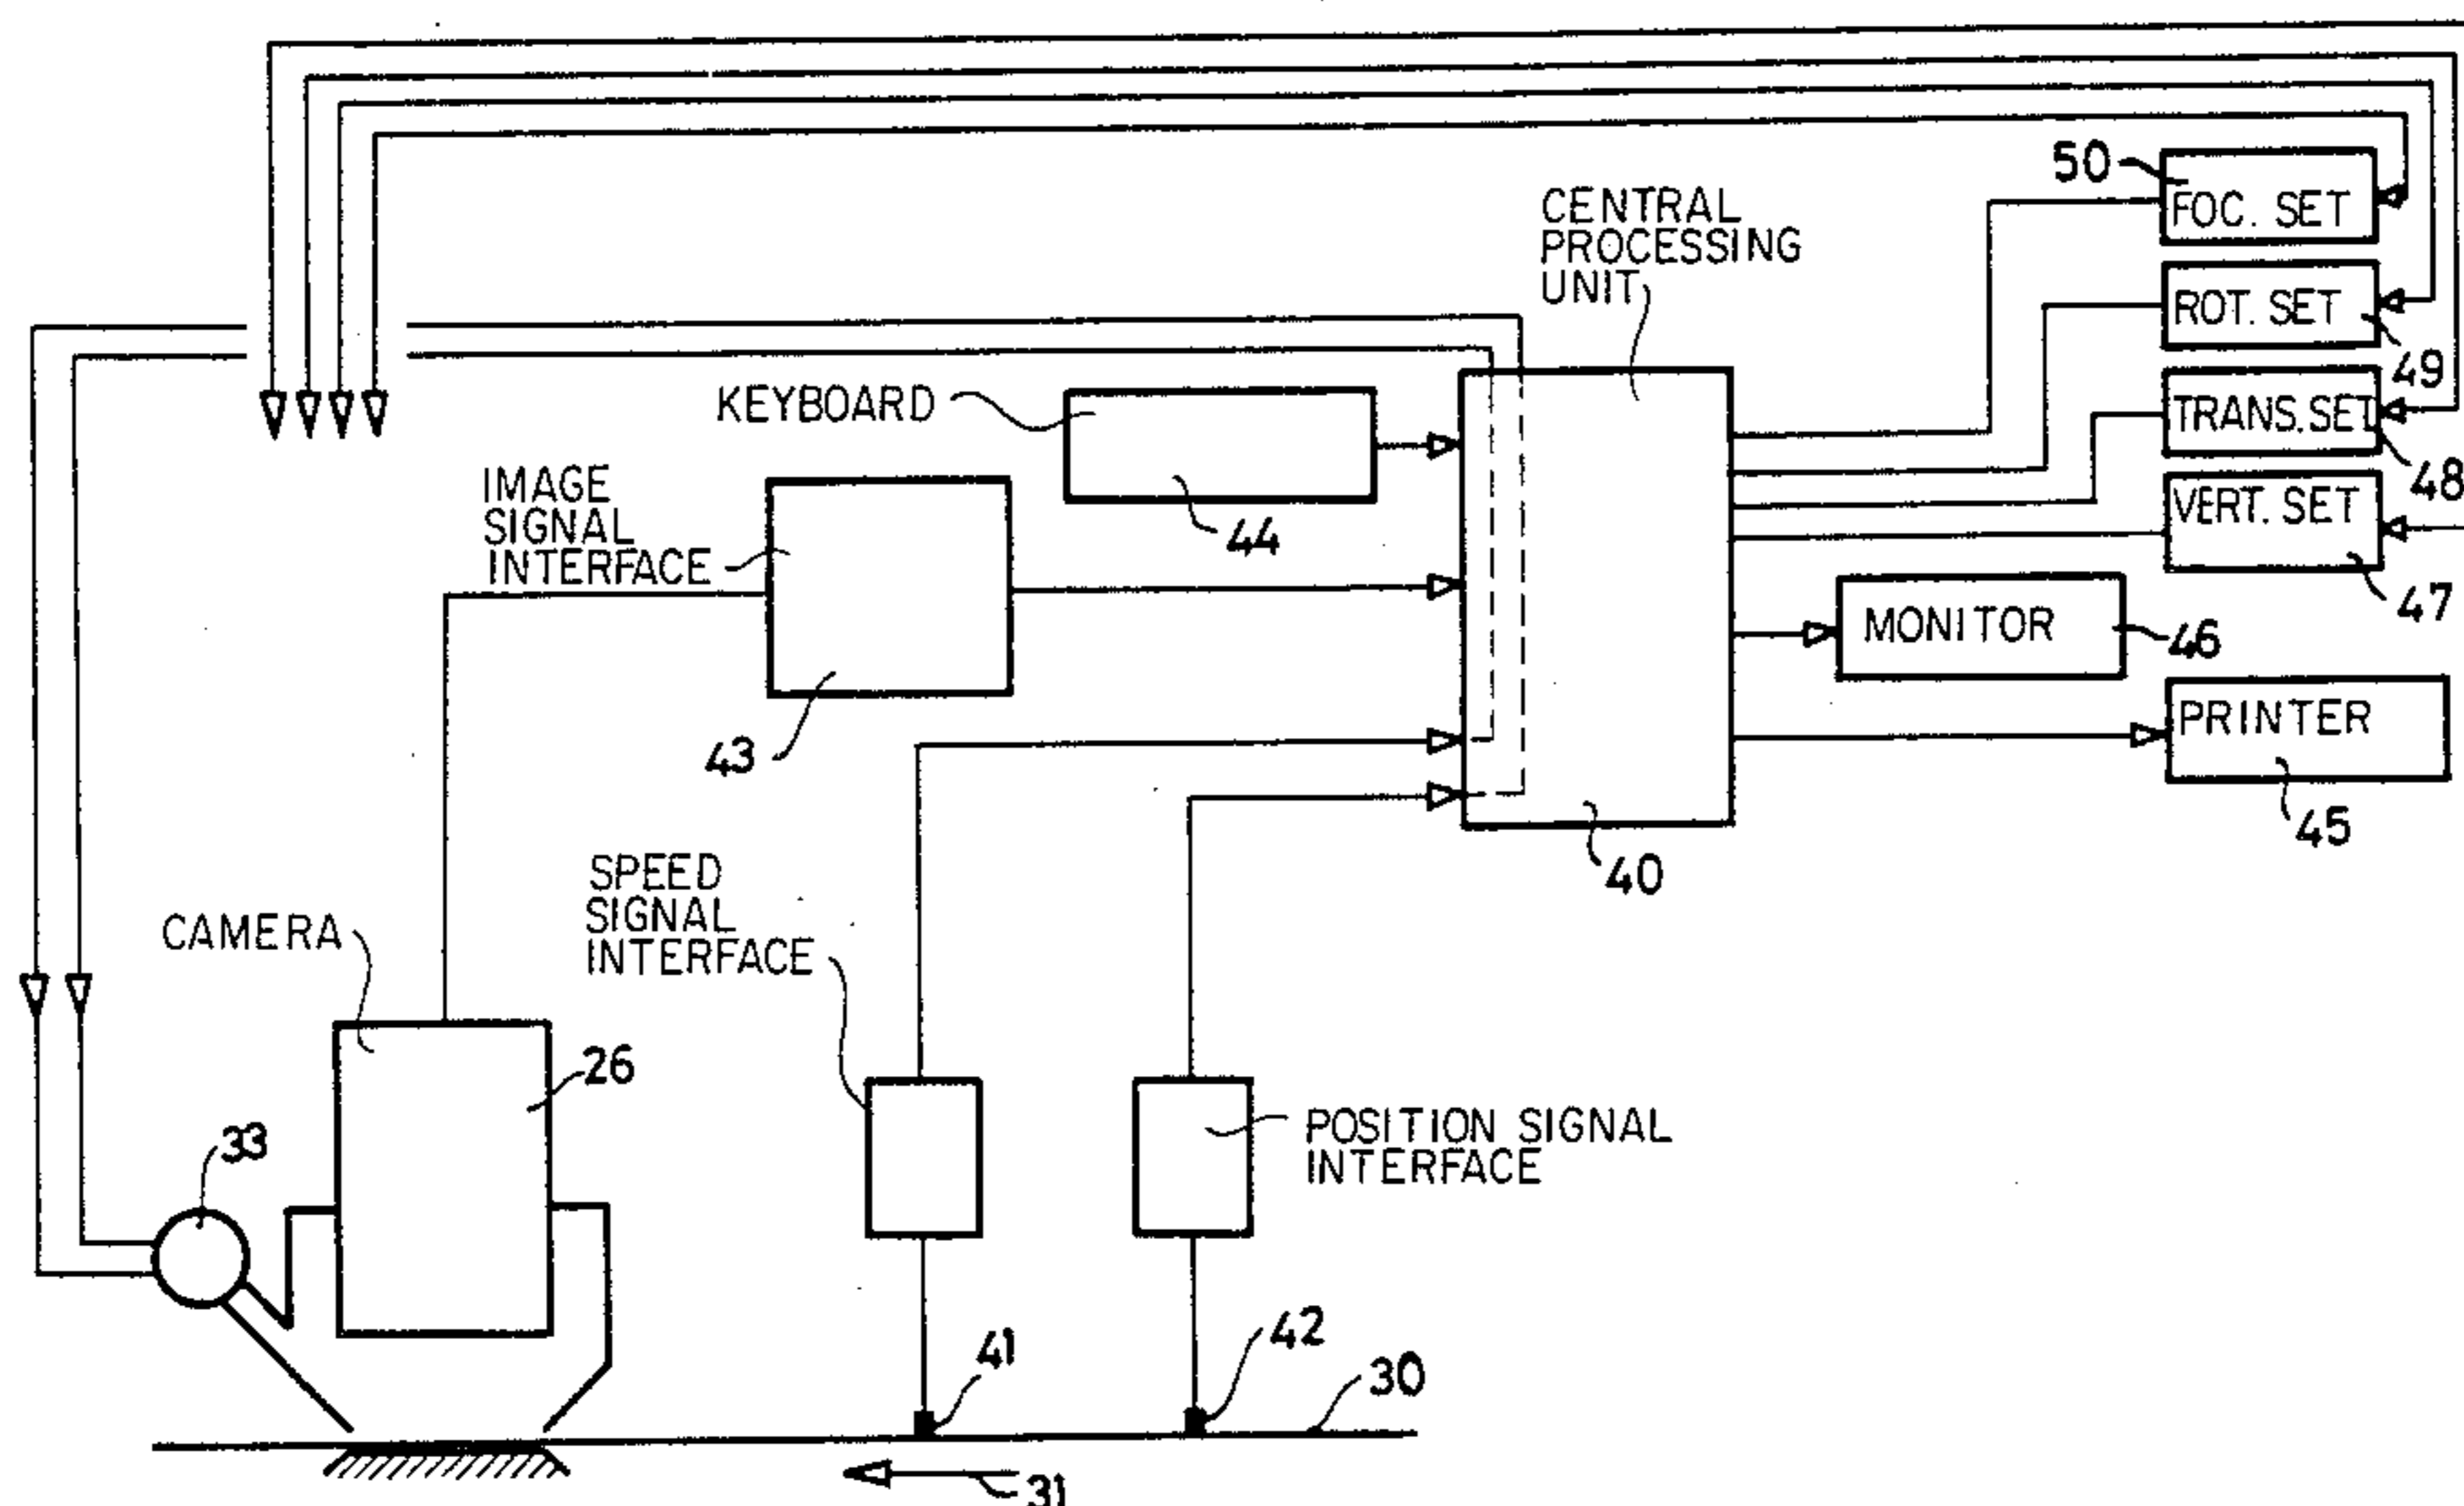 50
FOC. SET
CENTRAL
PROCESSING
UNIT
ROT. SET
49
KEYBOARD
TRANS. SET
48
IMAGE
SIGNAL
INTERFACE
44
VERT. SET
47
MONITOR
46
43
PRINTER
45
40
SPEED
SIGNAL
INTERFACE
CAMERA
26
33
POSITION SIGNAL
INTERFACE
41
42
30
31